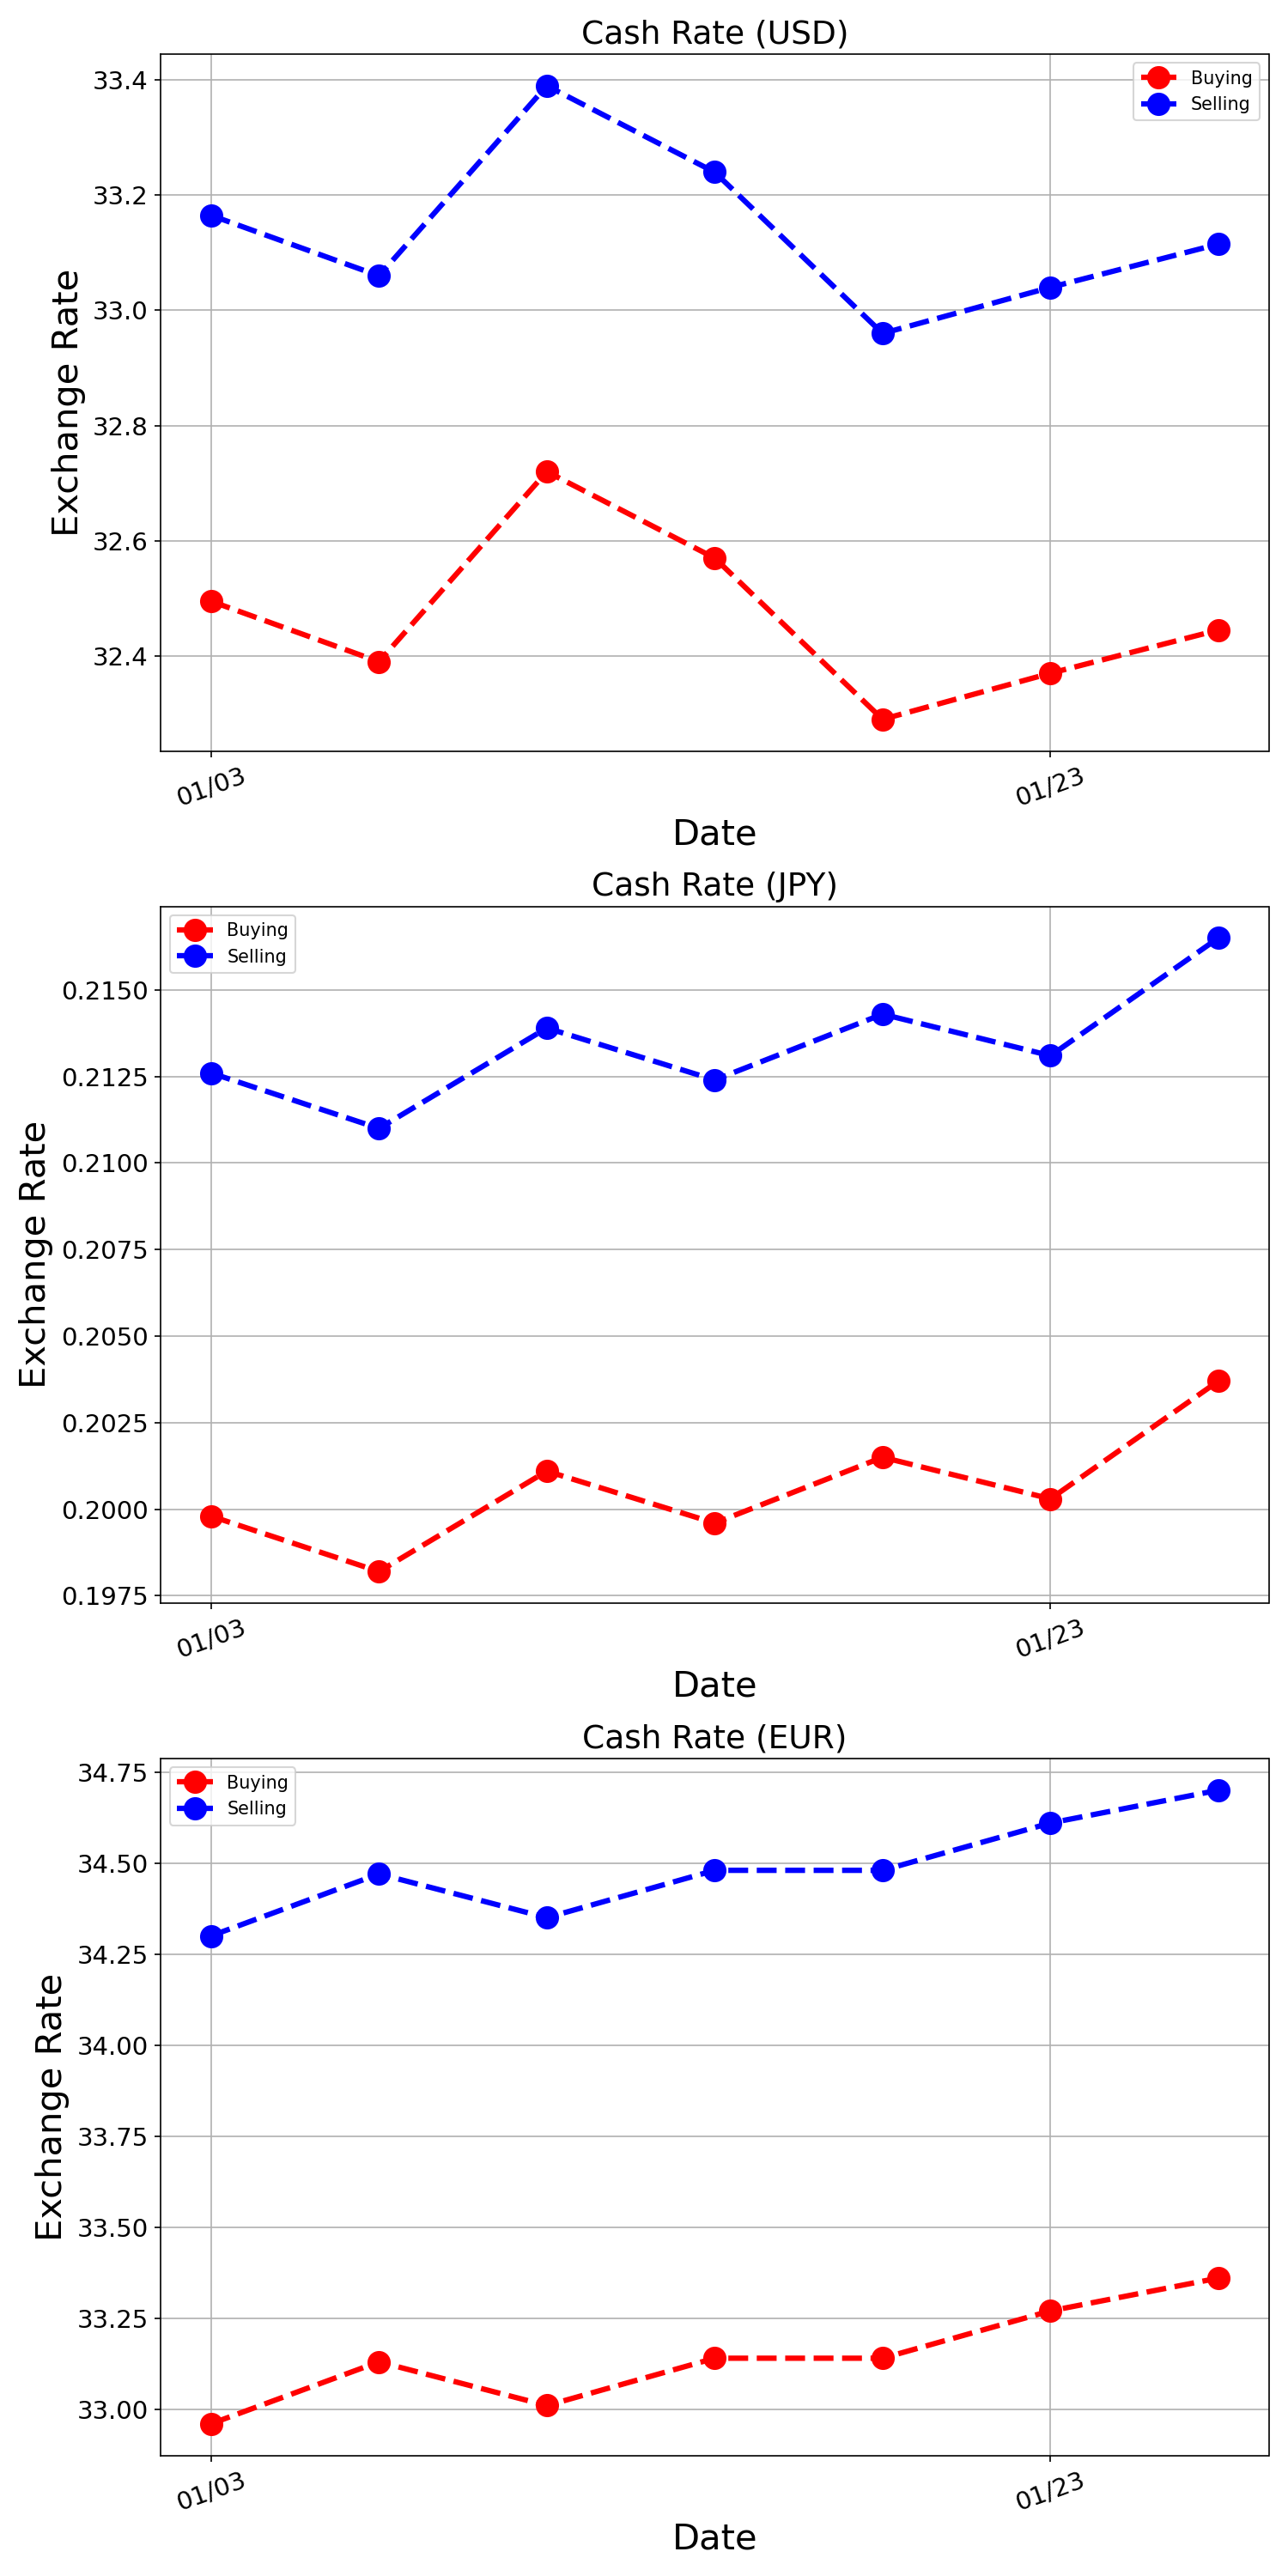 Cash Rate (USD)
Buying
Selling
33.4
33.2
33.0
32.8
32.6
32.4
Exchange Rate
01/03
01/23
Date
Cash Rate (JPY)
Buying
Selling
0.2150
0.2125
0.2100
0.2075
0.2050
0.2025
0.2000
0.1975
Exchange Rate
01/03
01/23
Date
Cash Rate (EUR)
Buying
Selling
34.75
34.50
34.25
34.00
33.75
33.50
33.25
33.00
Exchange Rate
01/03
01/23
Date